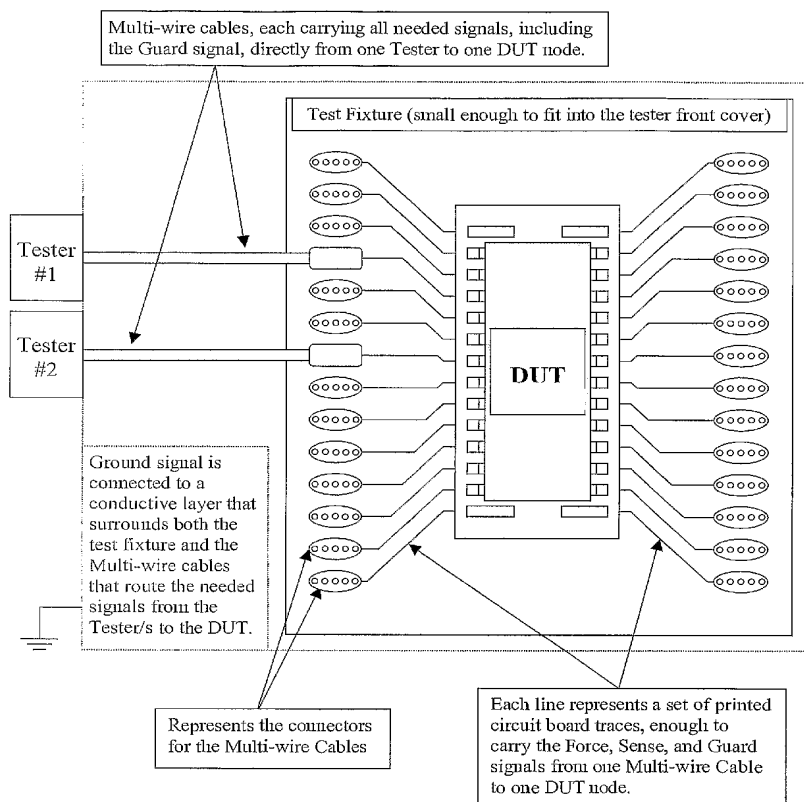 Multi-wire cables, each carrying all needed signals, including
the Guard signal, directly from one Tester to one DUT node.
Test Fixture (small enough to fit into the tester front cover)
Tester
#1
Tester
#2
DUT
Ground signal is
connected to a
conductive layer that
surrounds both the
test fixture and the
Multi-wire cables
that route the needed
signals from the
Tester/s to the DUT.
Represents the connectors
for the Multi-wire Cables
Each line represents a set of printed
circuit board traces, enough to
carry the Force, Sense, and Guard
signals from one Multi-wire Cable
to one DUT node.